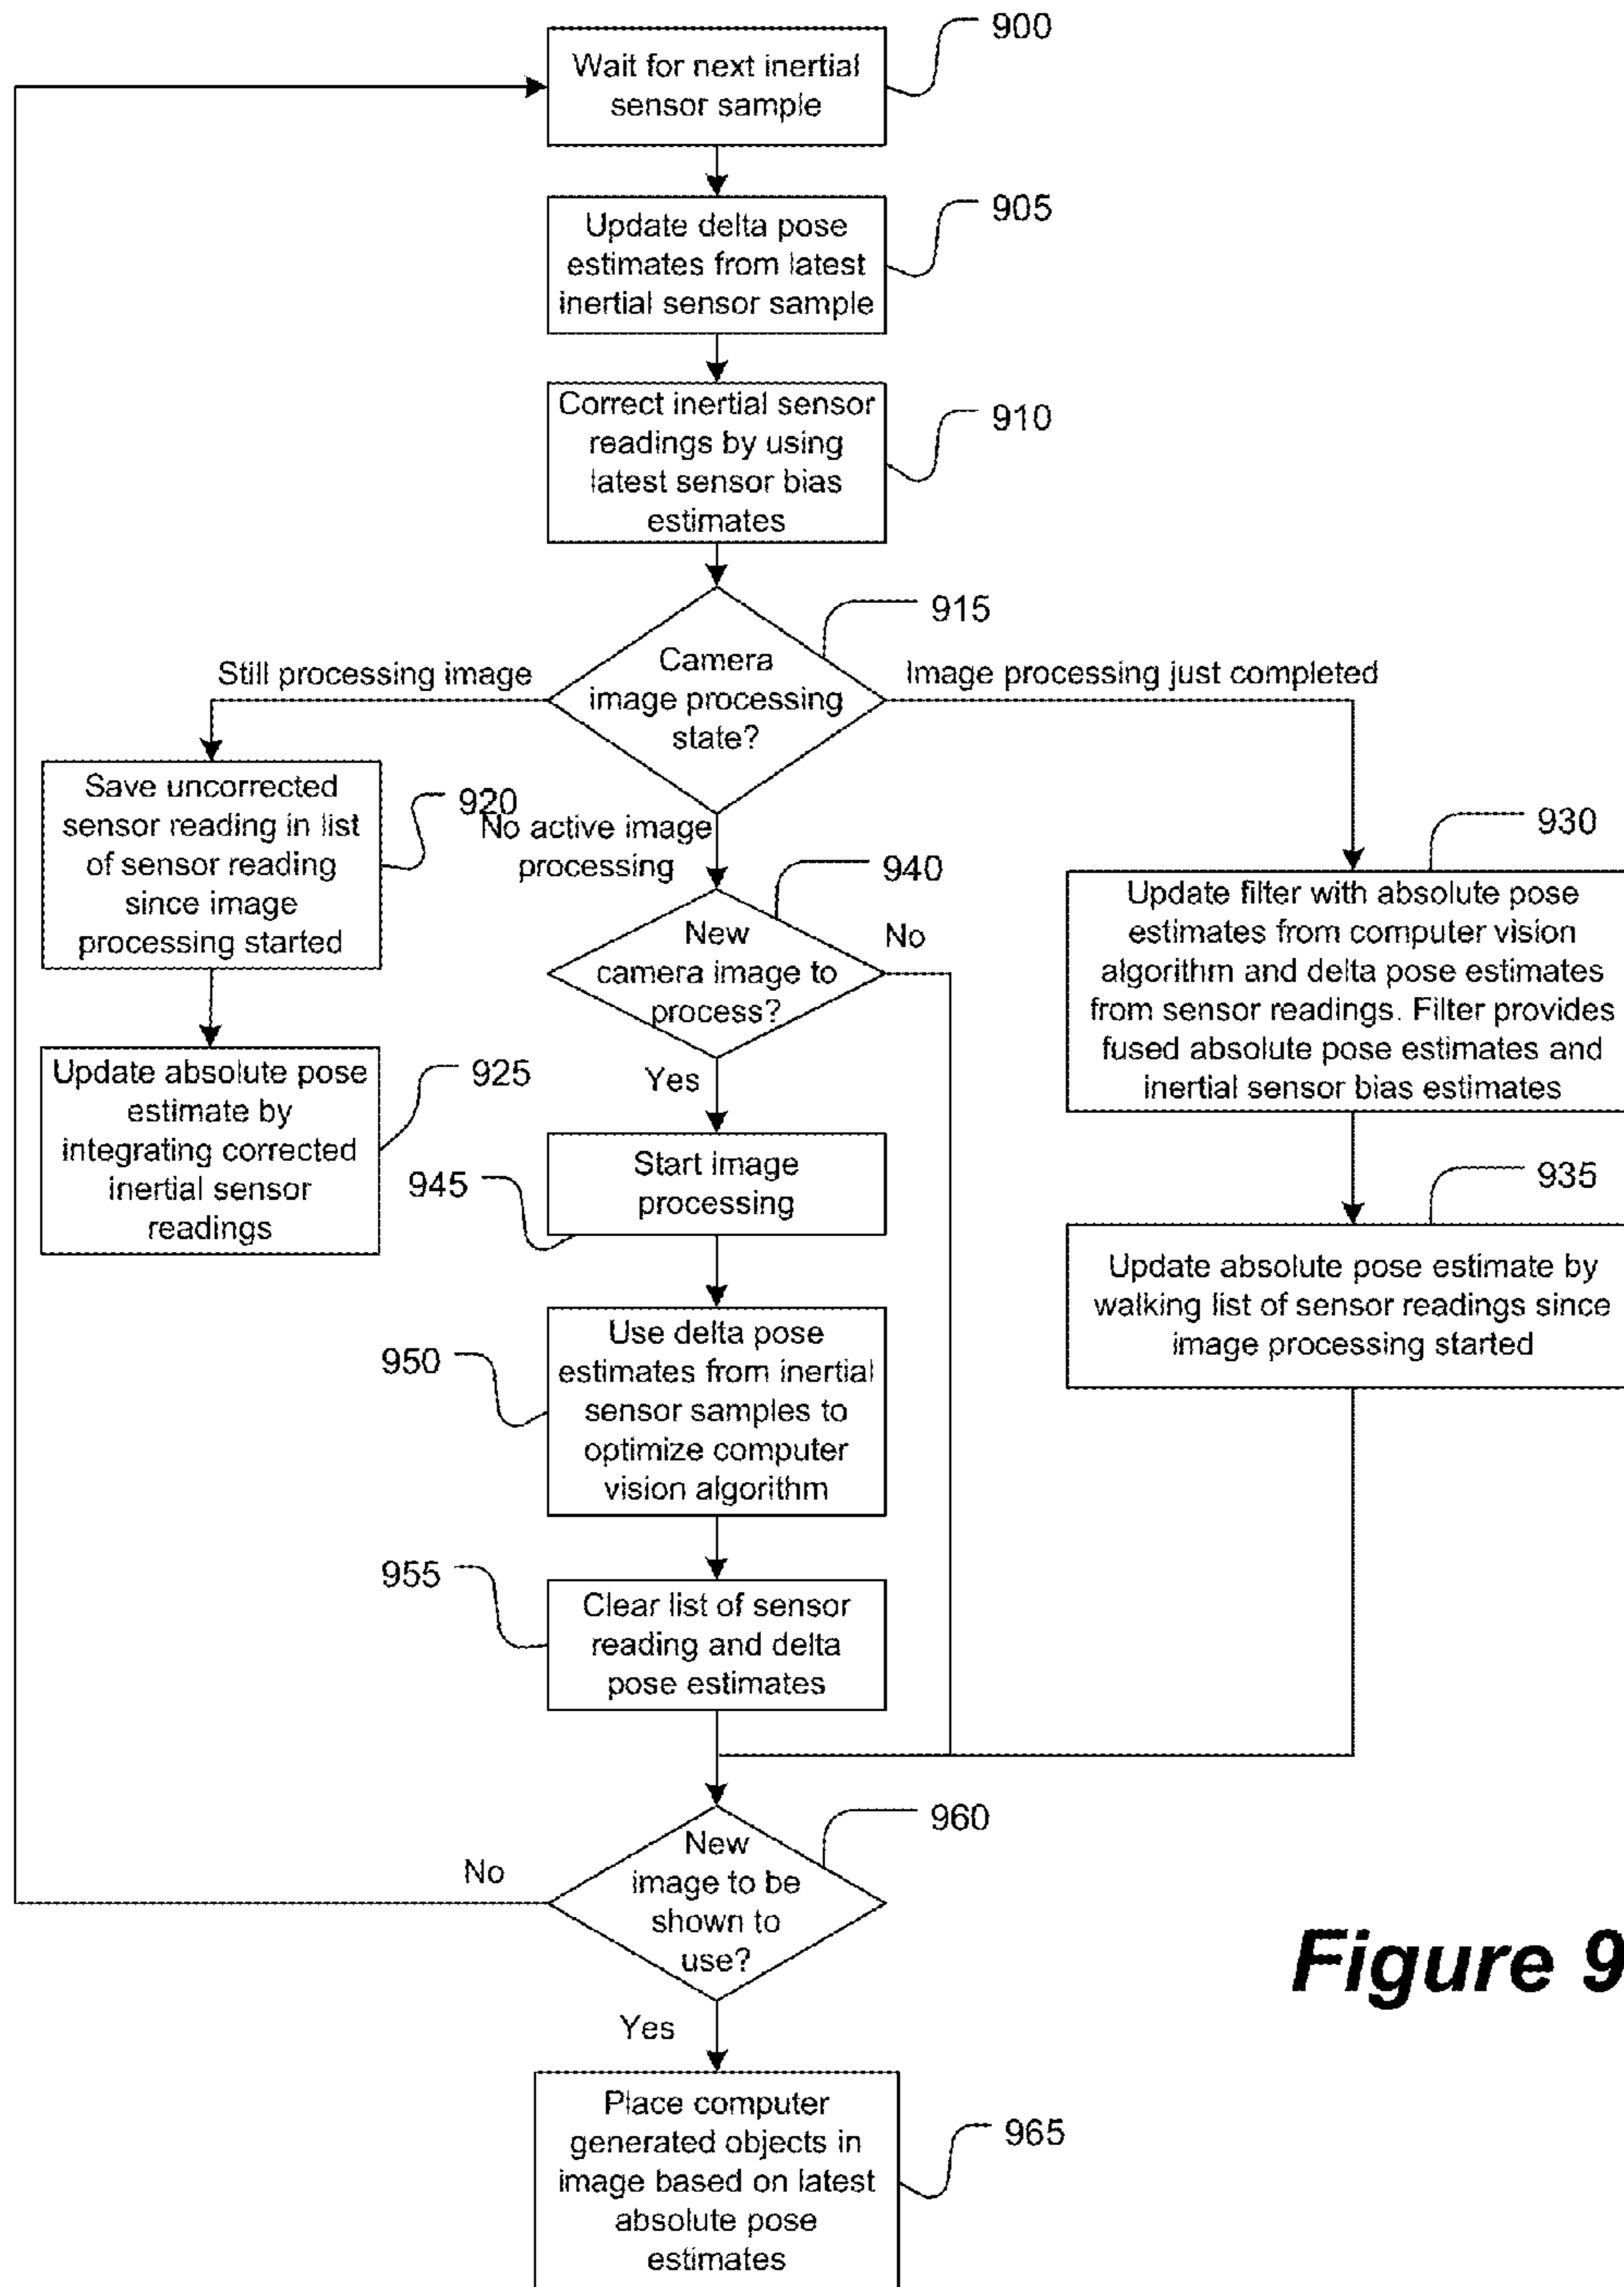 900
Wait for next inertial
sensor sample
905
Update delta pose
estimates from latest
inertial sensor sample
910
Correct inertial sensor
readings by using
latest sensor bias
estimates
915
Camera
image processing
state?
Still processing image
Image processing just completed
920
Save uncorrected
sensor reading in list
of sensor reading
since image
processing started
925
Update absolute pose
estimate by
integrating corrected
inertial sensor
readings
No active image
processing
940
New
camera image to
process?
No
Yes
945
Start image
processing
950
Use delta pose
estimates from inertial
sensor samples to
optimize computer
vision algorithm
955
Clear list of sensor
reading and delta
pose estimates
930
Update filter with absolute pose
estimates from computer vision
algorithm and delta pose estimates
from sensor readings. Filter provides
fused absolute pose estimates and
inertial sensor bias estimates
935
Update absolute pose estimate by
walking list of sensor readings since
image processing started
960
New
image to be
shown to
use?
No
Yes
965
Place computer
generated objects in
image based on latest
absolute pose
estimates
Figure 9